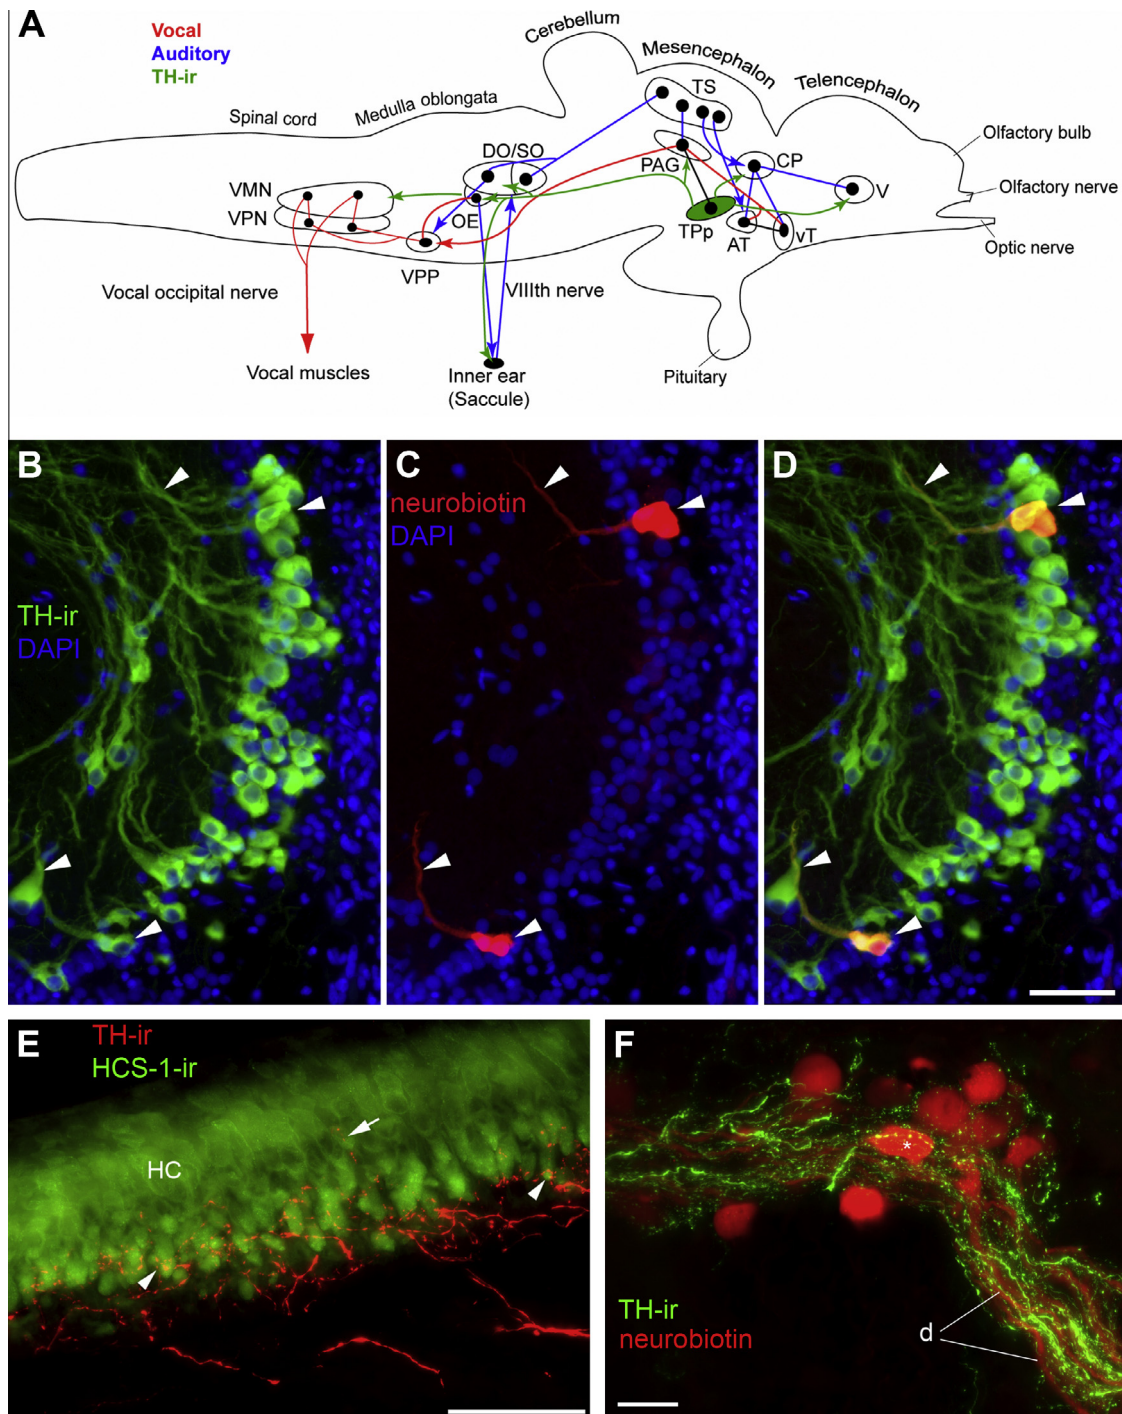 A
Vocal
Auditory
TH-ir
Cerebellum
Mesencephalon
Telencephalon
Medulla oblongata
Spinal cord
TS
Olfactory bulb
DO/SO
CP
PAG
VMN
V
Olfactory nerve
VPN
OE
TPp
AT
vT
Optic nerve
VPP
Vocal occipital nerve
VIIIth nerve
Vocal muscles
Inner ear
(Saccule)
Pituitary
B
TH-ir
DAPI
C
neurobiotin
DAPI
D
E
TH-ir
HCS-1-ir
HC
F
*
TH-ir
neurobiotin
d